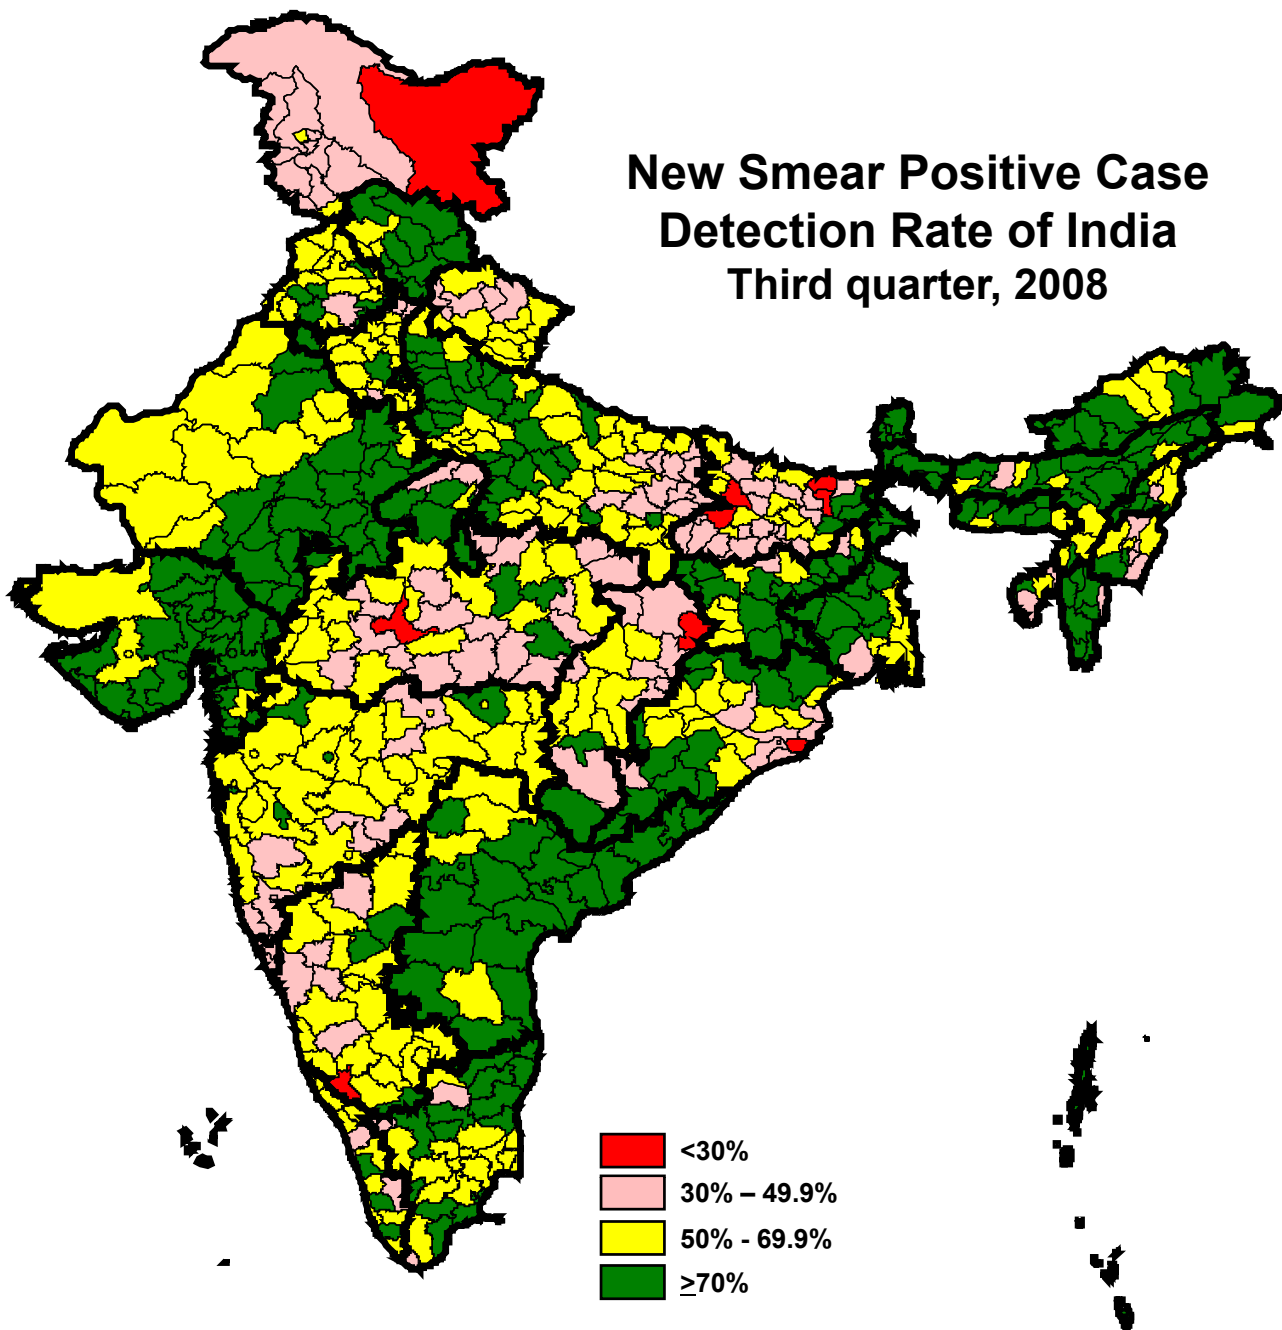 New Smear Positive Case
Detection Rate of India
Third quarter, 2008
<30%
30% – 49.9%
50% - 69.9%
≥70%